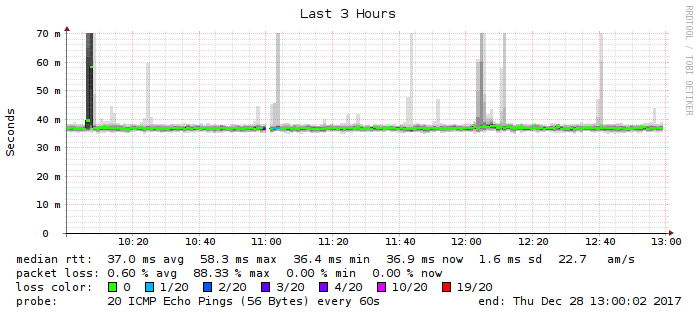 Last 3 Hours
RRDTOOL / TOBI OETIKER
Seconds
70 m
60 m
50 m
40 m
30 m
20 m
10 m
0
10:20 10:40 11:00 11:20 11:40 12:00 12:20 12:40 13:00
median rtt: 37.0 ms avg 58.3 ms max 36.4 ms min 36.9 ms now 1.6 ms sd 22.7 am/s
packet loss: 0.60 % avg 88.33 % max 0.00 % min 0.00 % now
loss color: 0 1/20 2/20 3/20 4/20 10/20 19/20
probe: 20 ICMP Echo Pings (56 Bytes) every 60s end: Thu Dec 28 13:00:02 2017